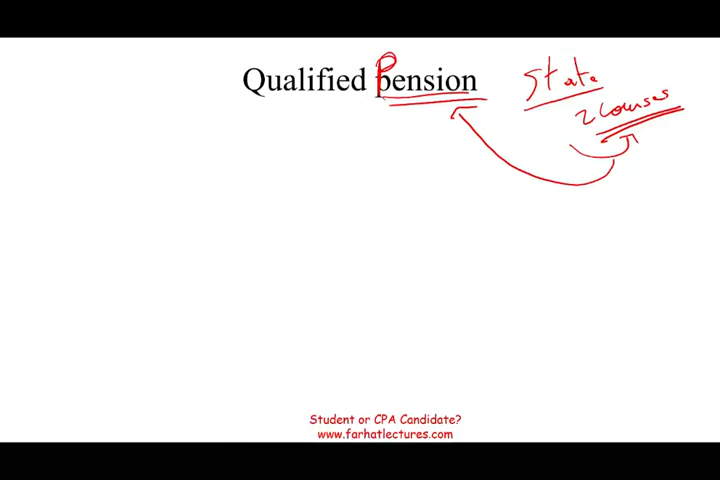 Qualified pension
State
2 Courses
Student or CPA Candidate?
www.farhatlectures.com